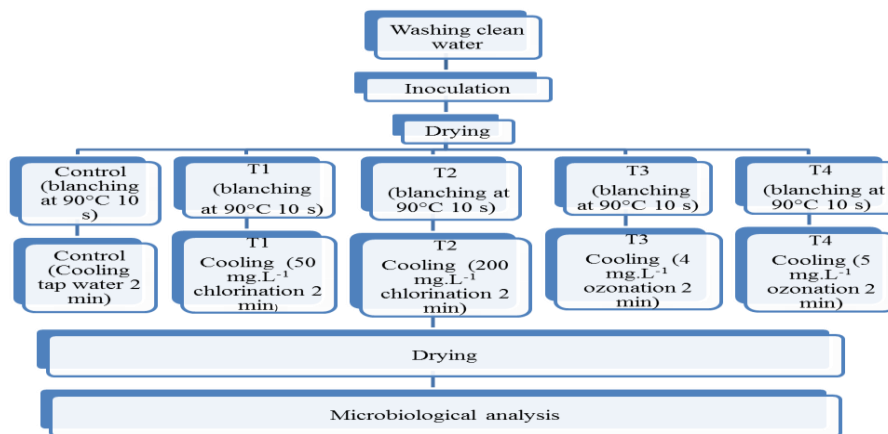 Washing clean
water
Inoculation
Drying
Control
(blanching
at 90°C 10
s)
T1
(blanching
at 90°C 10 s)
T2
(blanching at
90°C 10 s)
T3
(blanching at
90°C 10 s)
T4
(blanching at
90°C 10 s)
Control
(Cooling
tap water 2
min)
T1
Cooling (50
mg.L-1
chlorination 2
min)
T2
Cooling (200
mg.L-1
chlorination 2
min)
T3
Cooling (4
mg.L-1
ozonation 2
min)
T4
Cooling (5
mg.L-1
ozonation 2
min)
Drying
Microbiological analysis